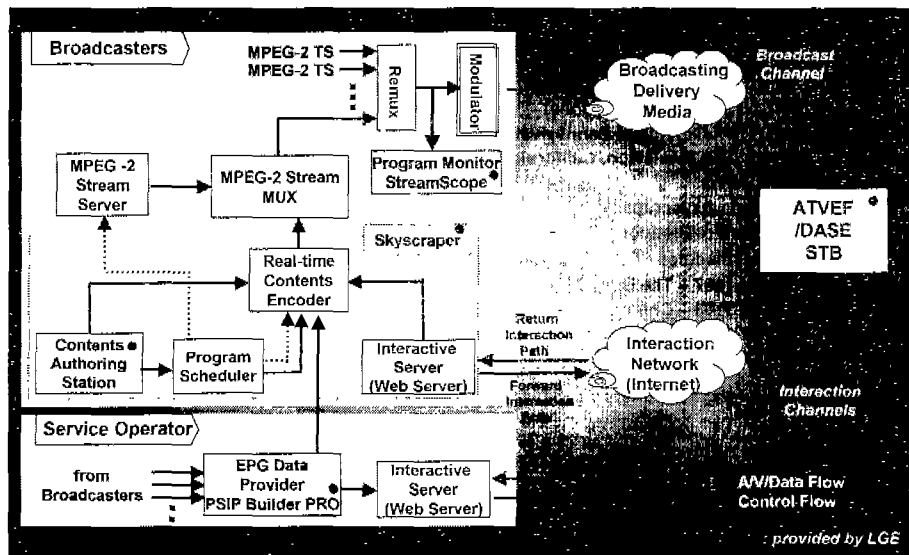 Broadcasters
MPEG-2 TS
MPEG-2 TS
Remux
Modulator
Broadcasting
Delivery
Media
Broadcast
Channel
MPEG -2
Stream
Server
MPEG-2 Stream
MUX
Program Monitor
StreamScope
Skyscraper
ATVEF
/DASE
STB
Real-time
Contents
Encoder
Contents
Authoring
Station
Program
Scheduler
Interactive
Server
(Web Server)
Return
Interaction
Path
Forward
Interaction
Interaction
Network
(Internet)
Interaction
Channels
Service Operator
from
Broadcasters
EPG Data
Provider
PSIP Builder PRO
Interactive
Server
(Web Server)
A/V/Data Flow
Control Flow
: provided by LGE